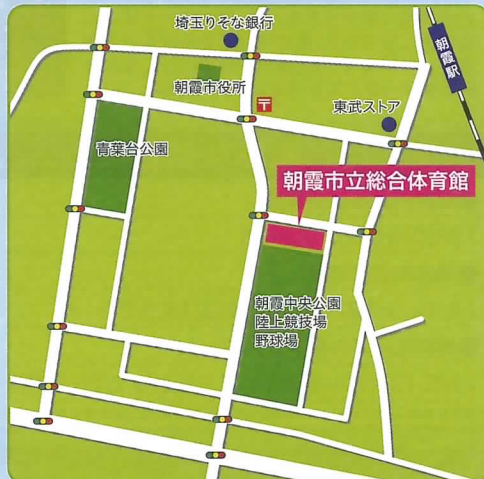 埼玉りそな銀行
朝霞駅
朝霞市役所
〒
東武ストア
青葉台公園
朝霞市立総合体育館
朝霞中央公園
陸上競技場
野球場